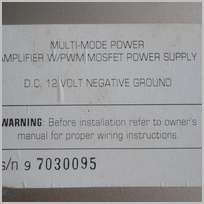 MULTI-MODE POWER
AMPLIFIER W/PWM MOSFET POWER SUPPLY
D.C. 12 VOLT NEGATIVE GROUND
WARNING: Before installation refer to owner's
manual for proper wiring instructions.
s/n 9 7030095